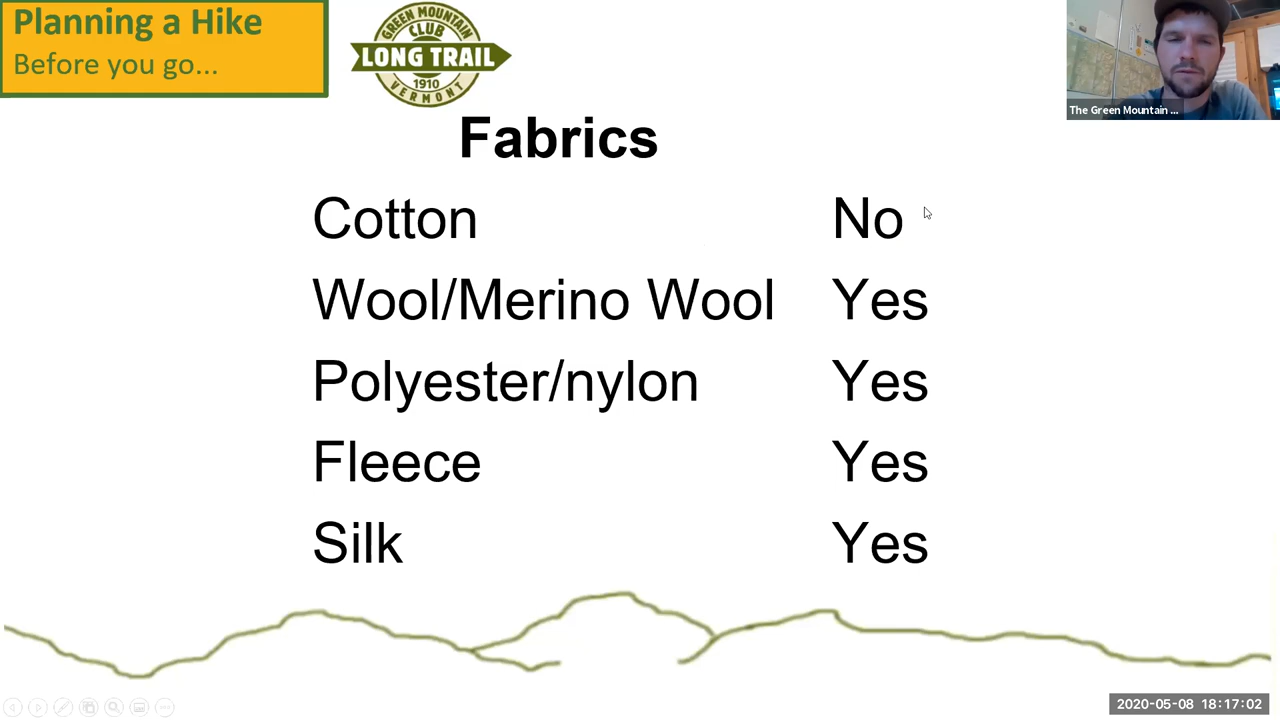 Planning a Hike
Before you go...
GREEN MOUNTAIN
CLUB
LONG TRAIL
1910
VERMONT
The Green Mountain ...
Fabrics
Cotton No
Wool/Merino Wool Yes
Polyester/nylon Yes
Fleece Yes
Silk Yes
2020-05-08 18:17:02